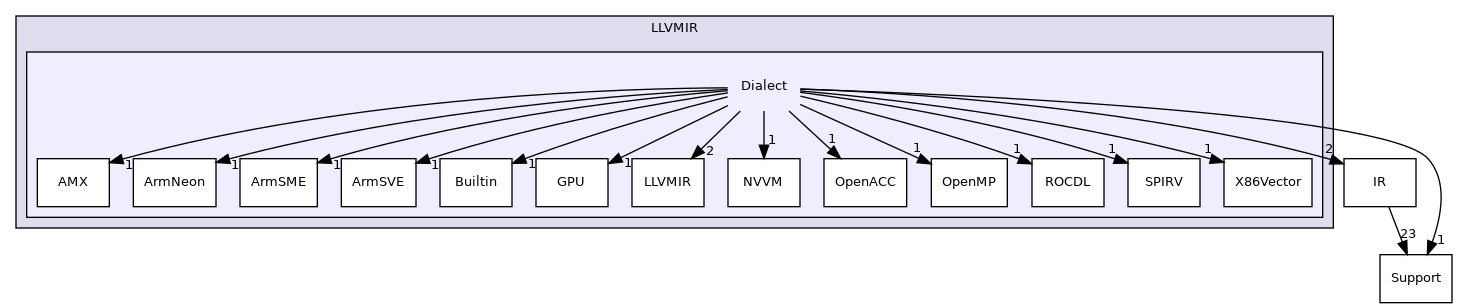 LLVMIR
Dialect
1 1 1 1 1 1 2 1 1 1 1 1 1 2
AMX ArmNeon ArmSME ArmSVE Builtin GPU LLVMIR NVVM OpenACC OpenMP ROCDL SPIRV X86Vector IR
23 1
Support